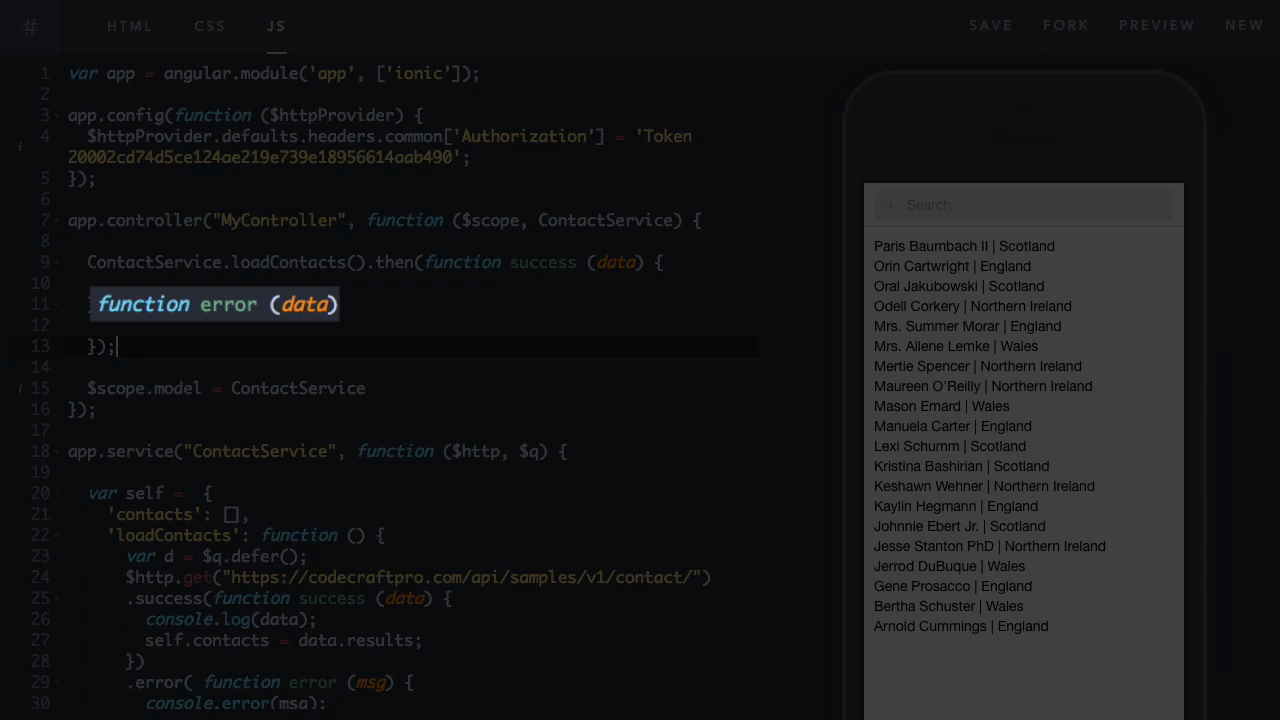 # HTML CSS JS SAVE FORK PREVIEW NEW
1 var app = angular.module('app', ['ionic']);
2
3 app.config(function ($httpProvider) {
4 $httpProvider.defaults.headers.common['Authorization'] = 'Token
20002cd74d5ce124ae219e739e18956614aab490';
5 });
6
7 app.controller("MyController", function ($scope, ContactService) {
8
9 ContactService.loadContacts().then(function success (data) {
10
11 function error (data)
12
13 });
14
15 $scope.model = ContactService
16 });
17
18 app.service("ContactService", function ($http, $q) {
19
20 var self = {
21 'contacts': [],
22 'loadContacts': function () {
23 var d = $q.defer();
24 $http.get("https://codecraftpro.com/api/samples/v1/contact/")
25 .success(function success (data) {
26 console.log(data);
27 self.contacts = data.results;
28 })
29 .error( function error (msg) {
30 console.error(msg);
Search
Paris Baumbach II | Scotland
Orin Cartwright | England
Oral Jakubowski | Scotland
Odell Corkery | Northern Ireland
Mrs. Summer Morar | England
Mrs. Allene Lemke | Wales
Mertie Spencer | Northern Ireland
Maureen O'Reilly | Northern Ireland
Mason Emard | Wales
Manuela Carter | England
Lexi Schumm | Scotland
Kristina Bashirian | Scotland
Keshawn Wehner | Northern Ireland
Kaylin Hegmann | England
Johnnie Ebert Jr. | Scotland
Jesse Stanton PhD | Northern Ireland
Jerrod DuBuque | Wales
Gene Prosacco | England
Bertha Schuster | Wales
Arnold Cummings | England